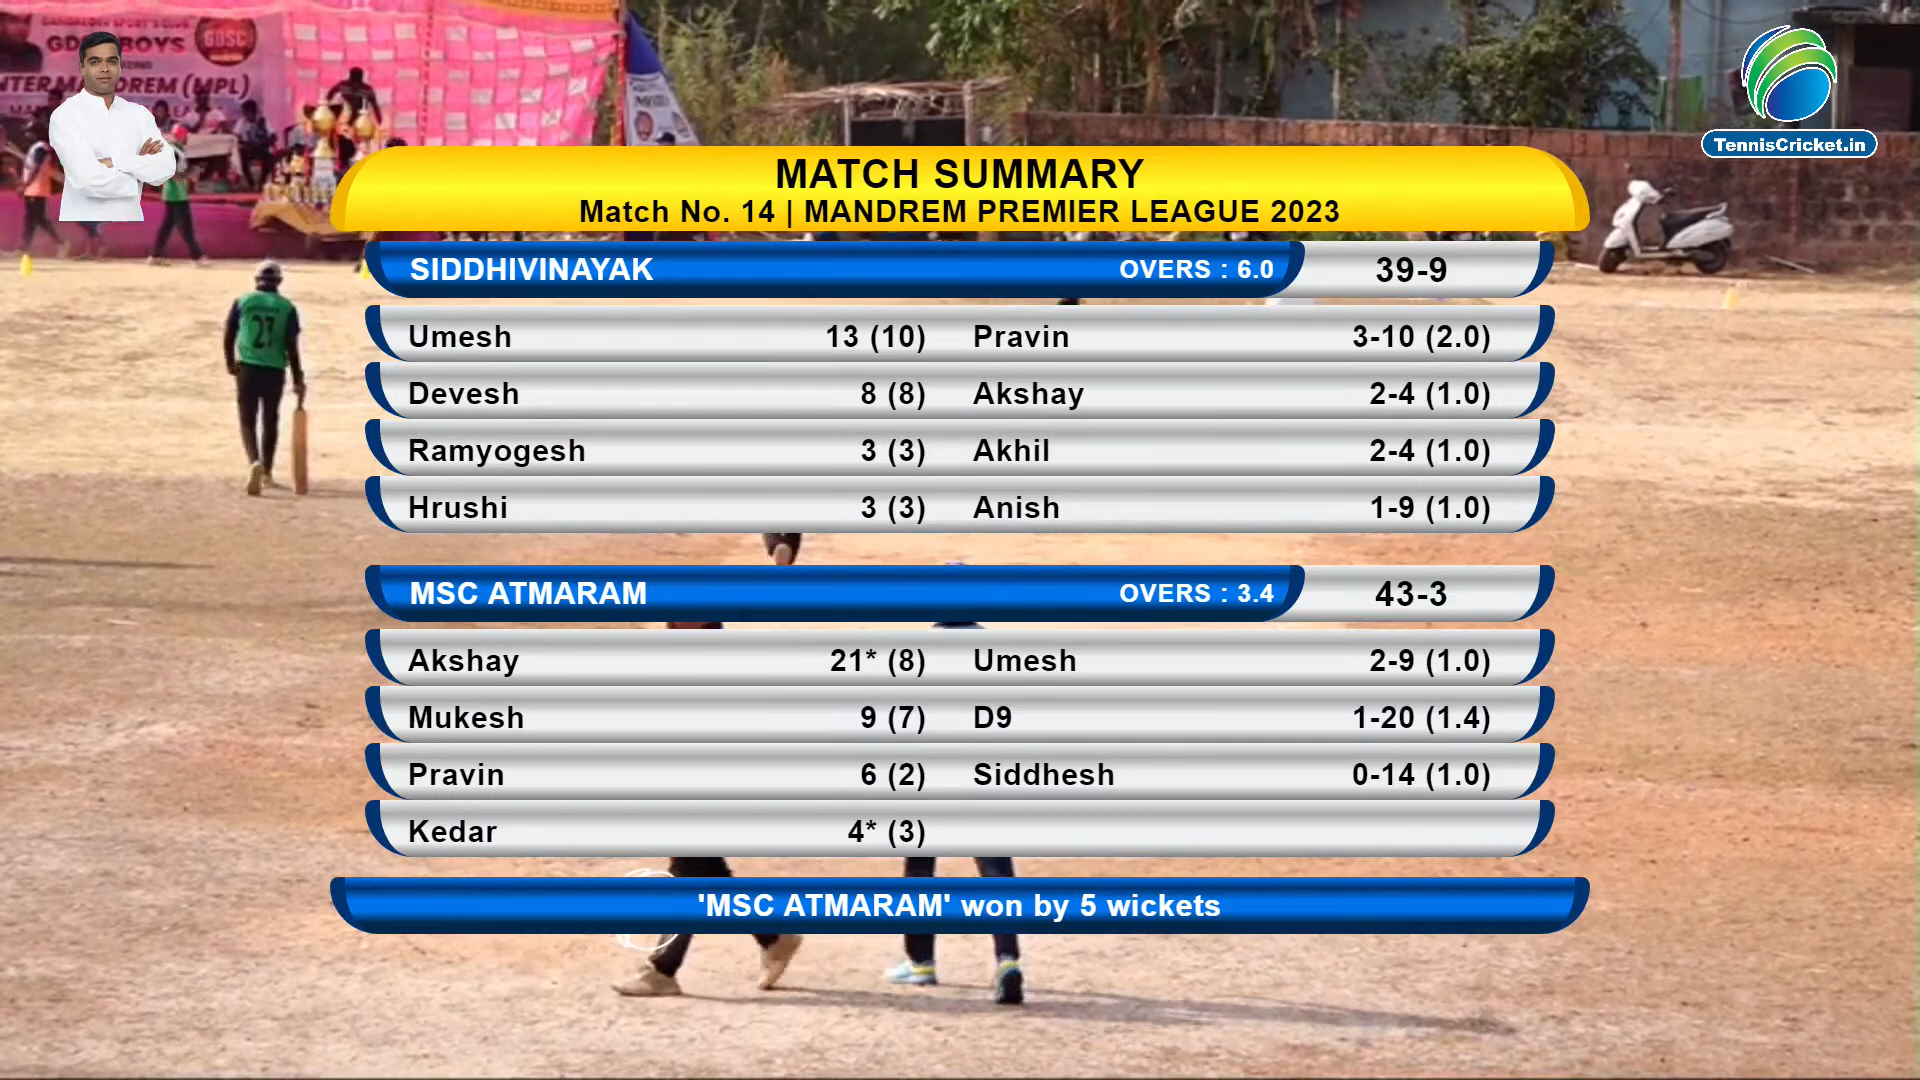 GDSC BOYS
GDSC
TennisCricket.in
MATCH SUMMARY
Match No. 14 | MANDREM PREMIER LEAGUE 2023
SIDDHIVINAYAK OVERS : 6.0 39-9
Umesh 13 (10) Pravin 3-10 (2.0)
Devesh 8 (8) Akshay 2-4 (1.0)
Ramyogesh 3 (3) Akhil 2-4 (1.0)
Hrushi 3 (3) Anish 1-9 (1.0)
23
MSC ATMARAM OVERS : 3.4 43-3
Akshay 21* (8) Umesh 2-9 (1.0)
Mukesh 9 (7) D9 1-20 (1.4)
Pravin 6 (2) Siddhesh 0-14 (1.0)
Kedar 4* (3)
'MSC ATMARAM' won by 5 wickets